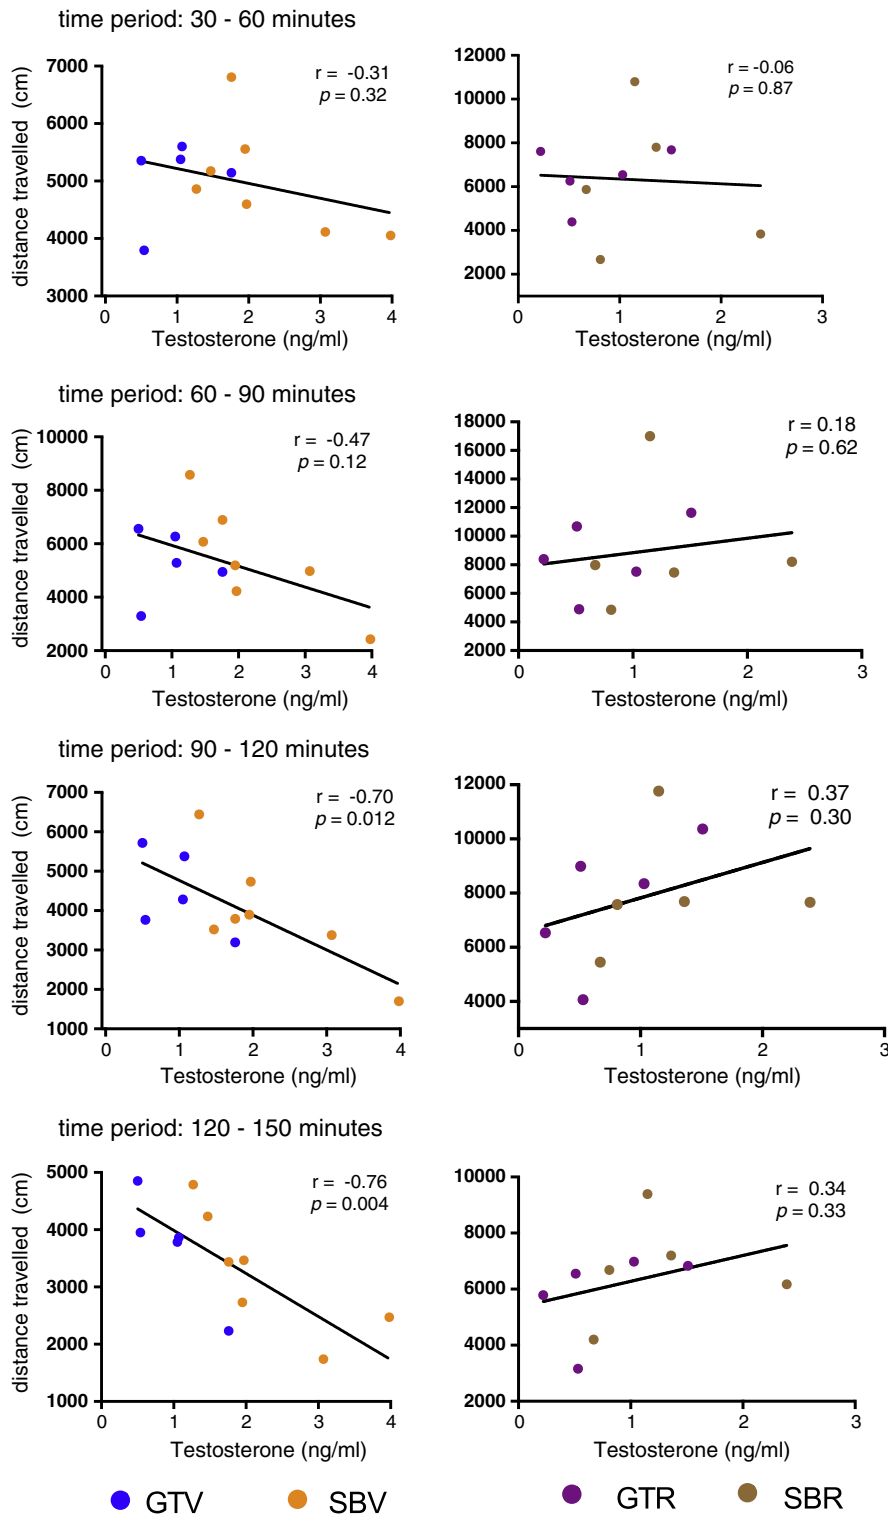 time period: 30 - 60 minutes
distance travelled (cm)
7000
6000
5000
4000
3000
r = -0.31
p = 0.32
0 1 2 3 4
Testosterone (ng/ml)
12000
10000
8000
6000
4000
2000
r = -0.06
p = 0.87
0 1 2 3
Testosterone (ng/ml)
time period: 60 - 90 minutes
distance travelled (cm)
10000
8000
6000
4000
2000
r = -0.47
p = 0.12
0 1 2 3 4
Testosterone (ng/ml)
18000
16000
14000
12000
10000
8000
6000
4000
2000
r = 0.18
p = 0.62
0 1 2 3
Testosterone (ng/ml)
time period: 90 - 120 minutes
distance travelled (cm)
7000
6000
5000
4000
3000
2000
1000
r = -0.70
p = 0.012
0 1 2 3 4
Testosterone (ng/ml)
12000
10000
8000
6000
4000
r = 0.37
p = 0.30
0 1 2 3
Testosterone (ng/ml)
time period: 120 - 150 minutes
distance travelled (cm)
5000
4000
3000
2000
1000
r = -0.76
p = 0.004
0 1 2 3 4
Testosterone (ng/ml)
10000
8000
6000
4000
2000
r = 0.34
p = 0.33
0 1 2 3
Testosterone (ng/ml)
GTV SBV GTR SBR